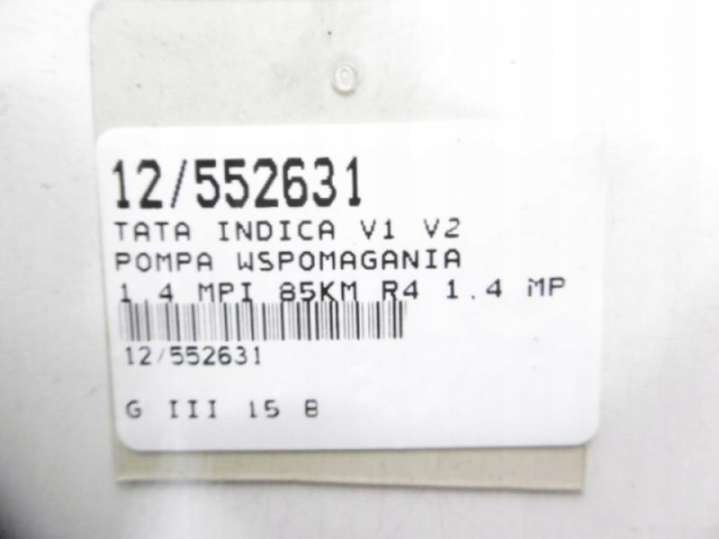 12/552631
TATA INDICA V1 V2
POMPA WSPOMAGANIA
1.4 MPI 85KM R4 1.4 MP
12/552631
G III 15 B